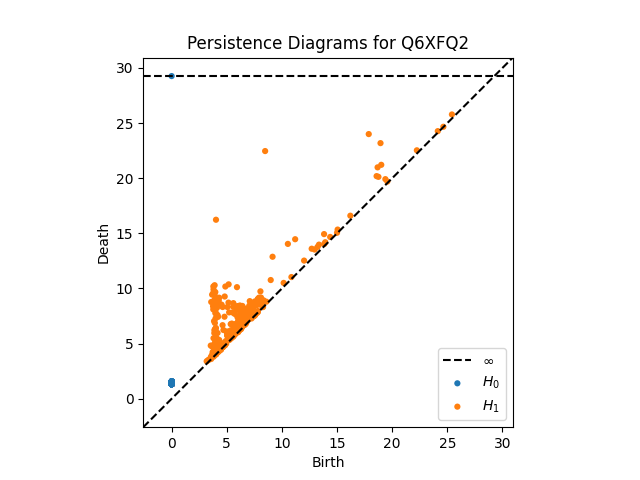 Persistence Diagrams for Q6XFQ2
Death
30
25
20
15
10
5
0
0 5 10 15 20 25 30
Birth
∞
H₀
H₁